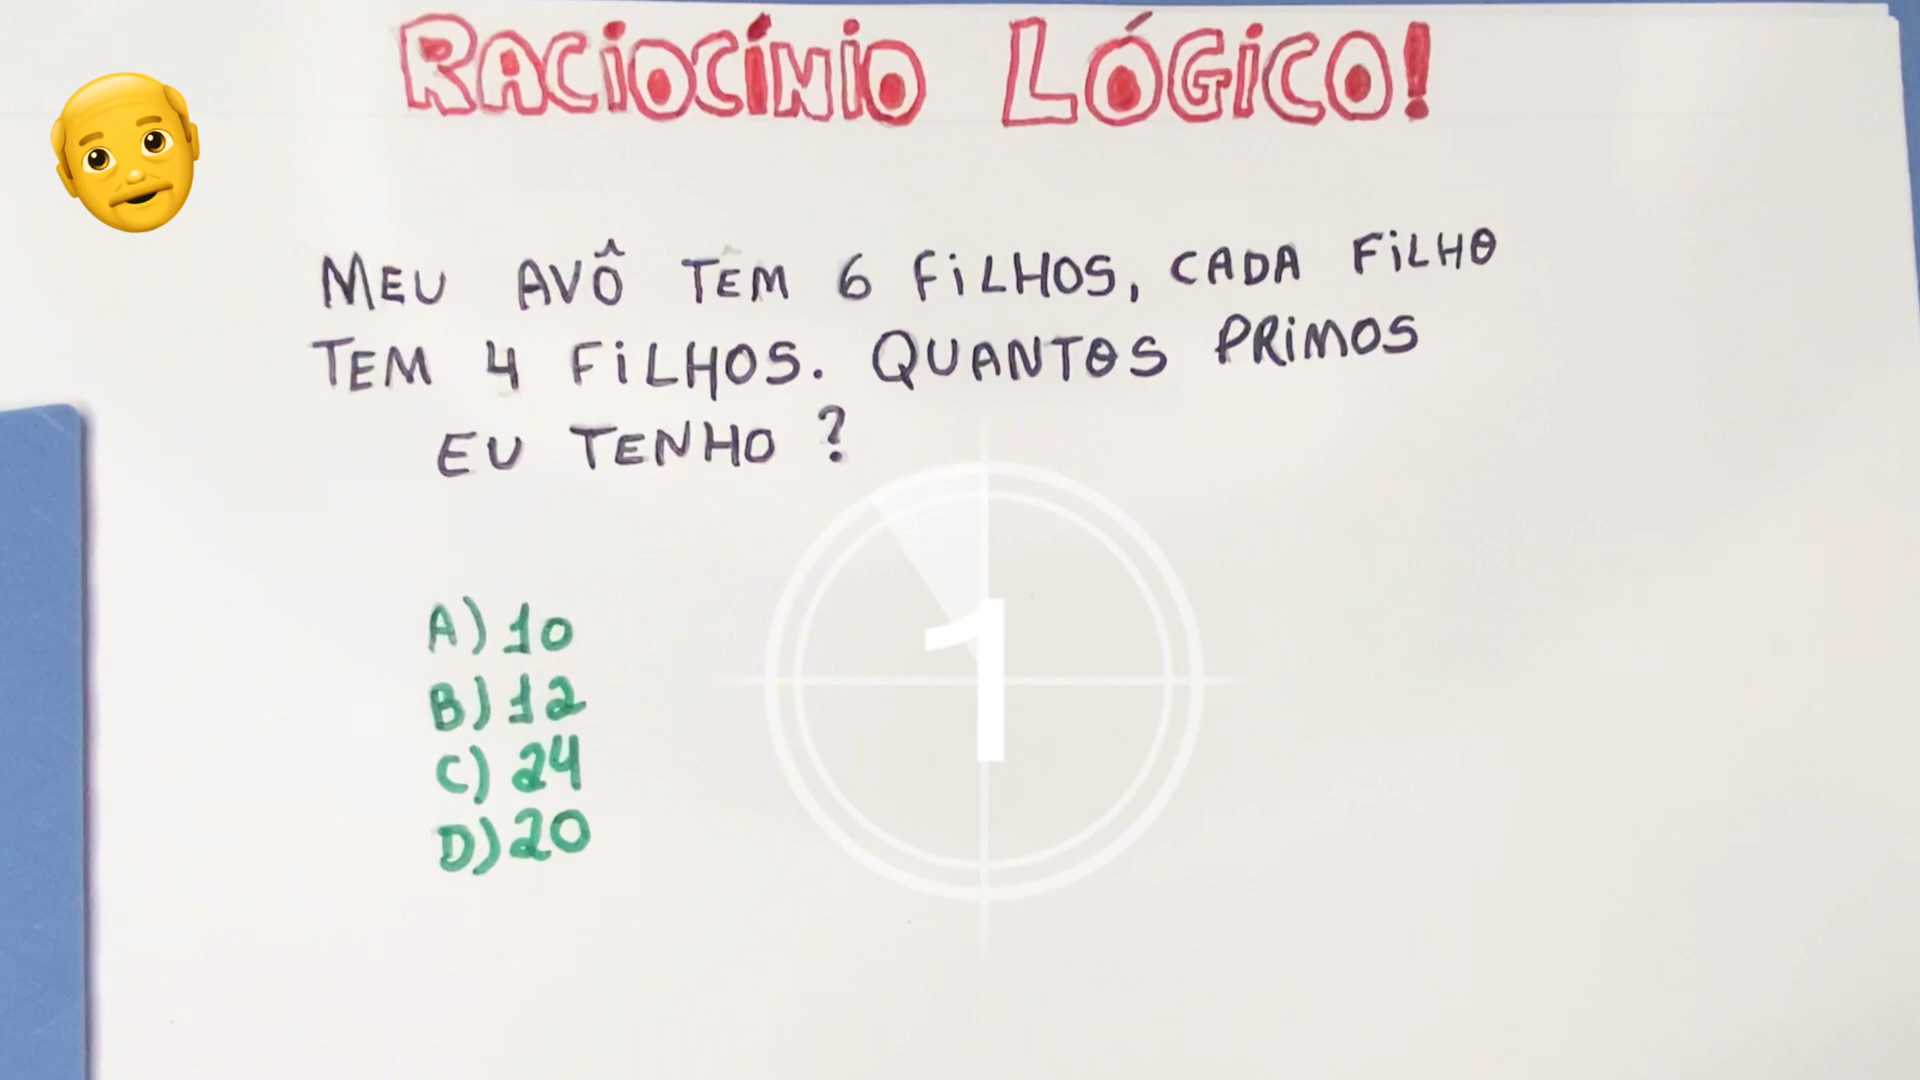 RACIOCÍNIO LÓGICO!
MEU AVÔ TEM 6 FILHOS, CADA FILHO
TEM 4 FILHOS. QUANTOS PRIMOS
EU TENHO ?
1
A) 10
B) 12
C) 24
D) 20